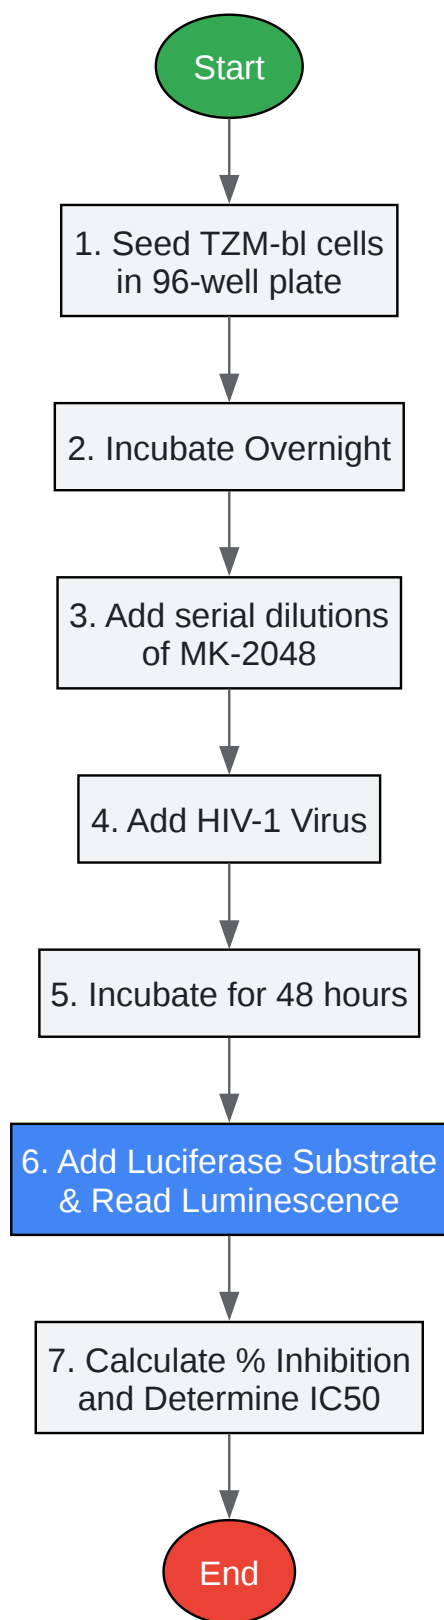 Start
1. Seed TZM-bl cells
in 96-well plate
2. Incubate Overnight
3. Add serial dilutions
of MK-2048
4. Add HIV-1 Virus
5. Incubate for 48 hours
6. Add Luciferase Substrate
& Read Luminescence
7. Calculate % Inhibition
and Determine IC50
End